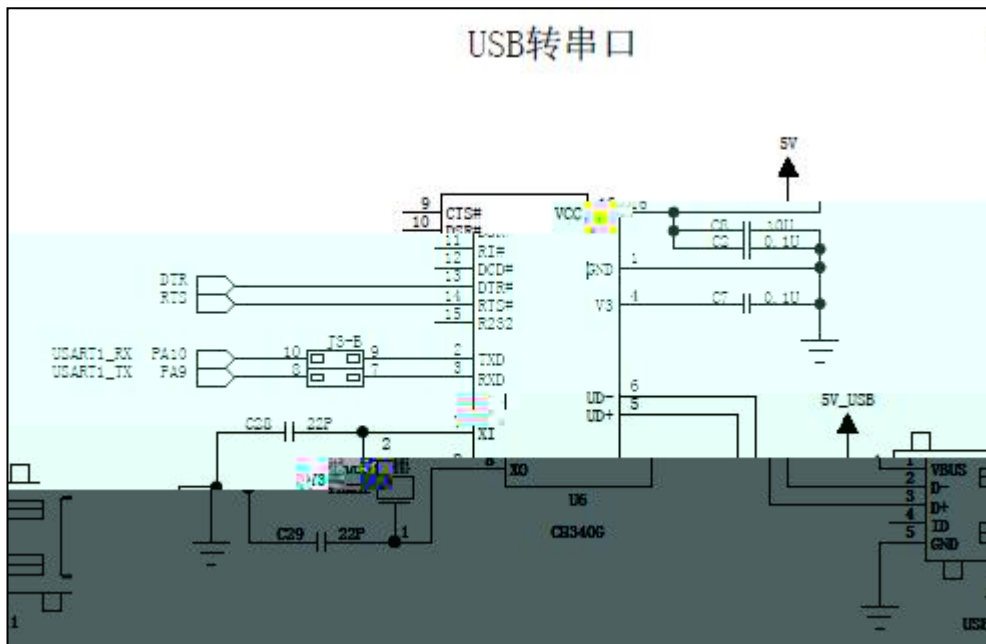 USB转串口
5V
9 CTS#
10
VCC
C8 10U
C2 0.1U
11 RI#
12 DCD#
13 DTR#
14 RTS#
15 R232
GND 1
V3 4 C7 0.1U
DTR
RTS
J3-B
USART1_RX PA10 10 9 2 TXD
USART1_TX PA9 8 7 3 RXD
UD- 6
UD+ 5
5V_USB
C28 22P
XI
2
XO
U6
CH340G
C29 22P 1
1 VBUS
2 D-
3 D+
4 ID
5 GND
1
USB